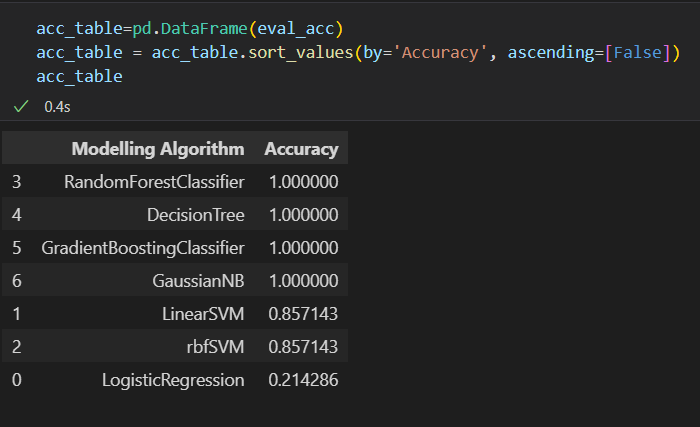 acc_table=pd.DataFrame(eval_acc)
acc_table = acc_table.sort_values(by='Accuracy', ascending=[False])
acc_table
0.4s
Modelling Algorithm Accuracy
3 RandomForestClassifier 1.000000
4 DecisionTree 1.000000
5 GradientBoostingClassifier 1.000000
6 GaussianNB 1.000000
1 LinearSVM 0.857143
2 rbfSVM 0.857143
0 LogisticRegression 0.214286